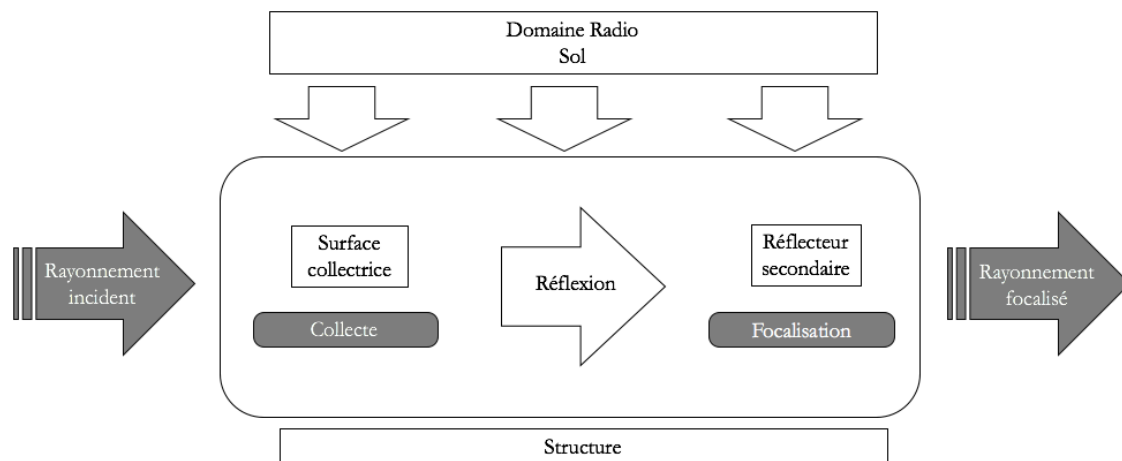 Domaine Radio
Sol
Rayonnement
incident
Surface
collectrice
Collecte
Réflexion
Réflecteur
secondaire
Focalisation
Rayonnement
focalisé
Structure